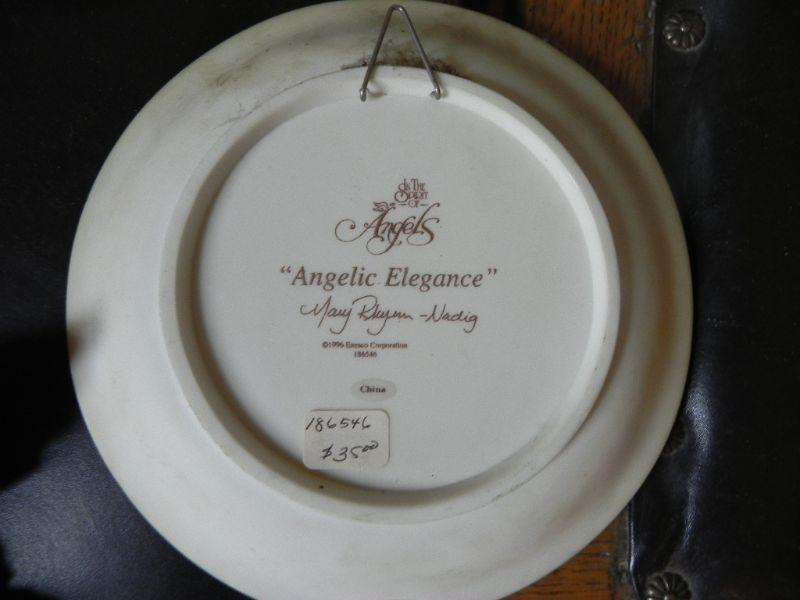 In The
Spirit
-OF-
Angels
"Angelic Elegance"
Mary Rhyner-Nadig
©1996 Enesco Corporation
186546
China
186546
$35.00